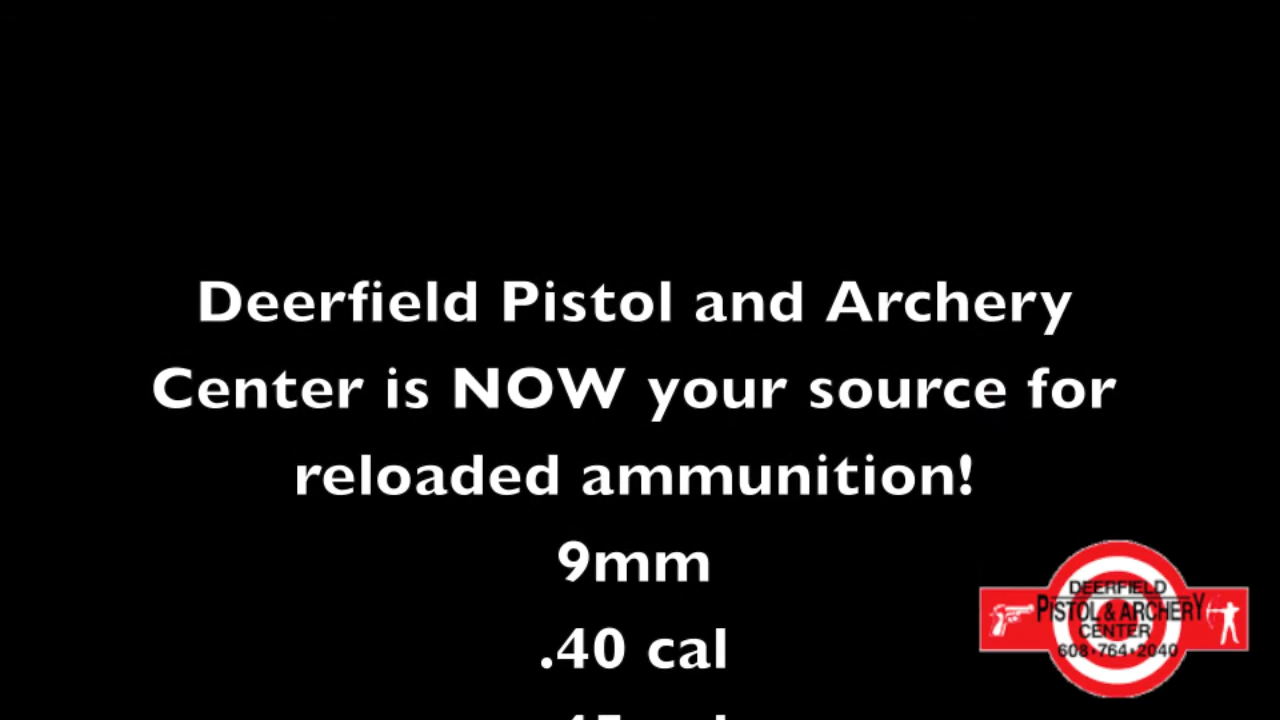 Deerfield Pistol and Archery
Center is NOW your source for
reloaded ammunition!
9mm
.40 cal
DEERFIELD
PISTOL & ARCHERY
CENTER
608•764•2040